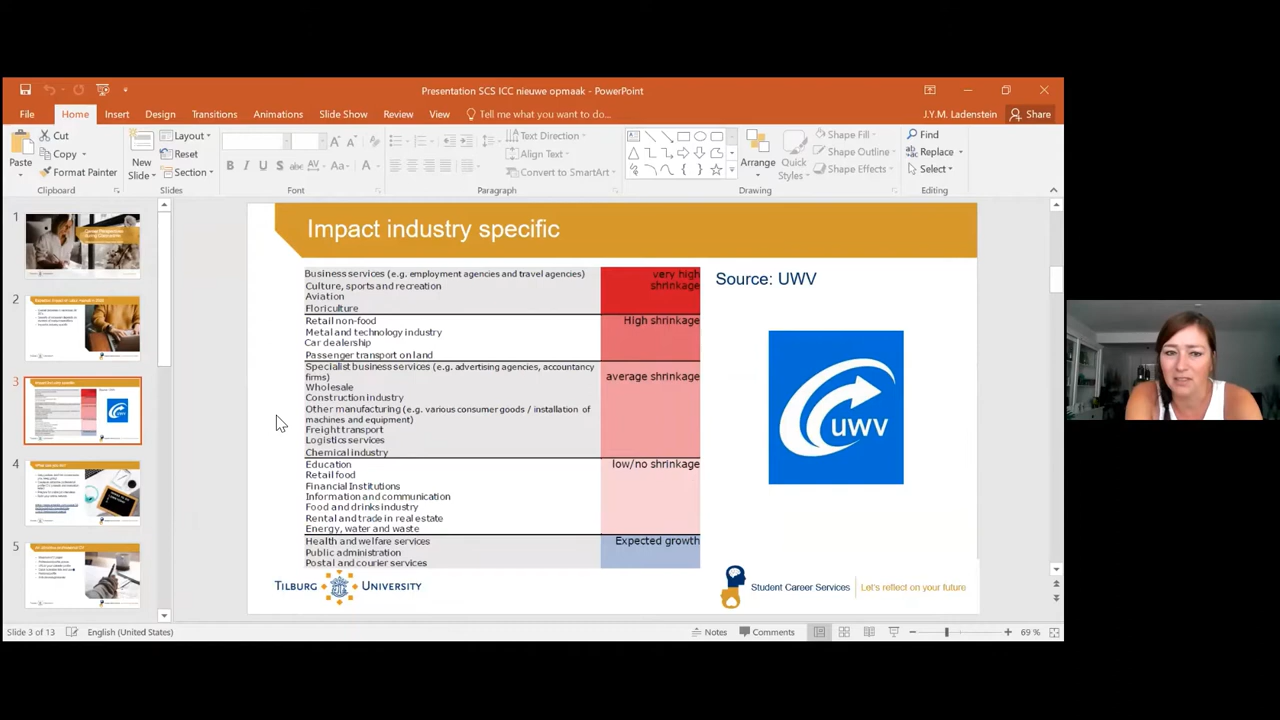 Presentation SCS ICC nieuwe opmaak - PowerPoint
File Home Insert Design Transitions Animations Slide Show Review View Tell me what you want to do... J.Y.M. Ladenstein Share
Paste
Cut
Copy
Format Painter
Clipboard
New Slide
Layout
Reset
Section
Slides
B I U S abc AV Aa A
Font
Text Direction
Align Text
Convert to SmartArt
Paragraph
Arrange
Quick Styles
Shape Fill
Shape Outline
Shape Effects
Drawing
Find
Replace
Select
Editing
1
2
3
4
5
Impact industry specific
Business services (e.g. employment agencies and travel agencies) very high
Culture, sports and recreation shrinkage
Aviation
Floriculture
Retail non-food High shrinkage
Metal and technology industry
Car dealership
Passenger transport on land
Specialist business services (e.g. advertising agencies, accountancy
firms) average shrinkage
Wholesale
Construction industry
Other manufacturing (e.g. various consumer goods / installation of
machines and equipment)
Freight transport
Logistics services
Chemical industry
Education low/no shrinkage
Retail food
Financial Institutions
Information and communication
Food and drinks industry
Rental and trade in real estate
Energy, water and waste
Health and welfare services Expected growth
Public administration
Postal and courier services
Source: UWV
uwv
TILBURG UNIVERSITY
Student Career Services Let's reflect on your future
Slide 3 of 13 English (United States) Notes Comments 69 %